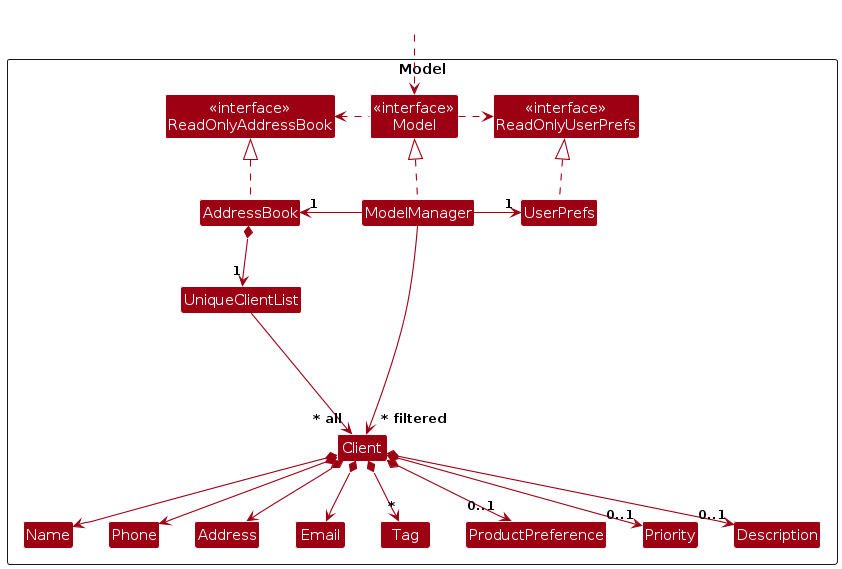 Model
«interface»
ReadOnlyAddressBook
«interface»
Model
«interface»
ReadOnlyUserPrefs
AddressBook
1
ModelManager
1
UserPrefs
1
UniqueClientList
* all
* filtered
Client
*
0..1
0..1
0..1
Name
Phone
Address
Email
Tag
ProductPreference
Priority
Description